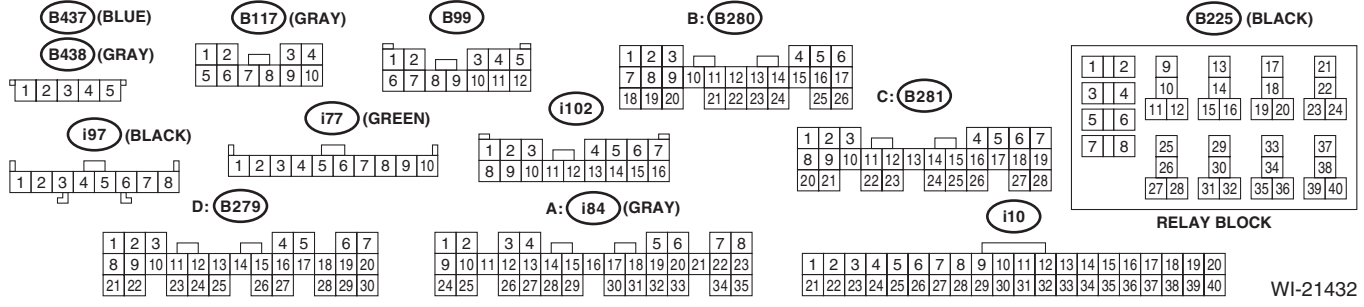 B437 (BLUE)
B438 (GRAY)
1 2 3 4 5
B117 (GRAY)
1 2 3 4
5 6 7 8 9 10
B99
1 2 3 4 5
6 7 8 9 10 11 12
B: B280
1 2 3 4 5 6
7 8 9 10 11 12 13 14 15 16 17
18 19 20 21 22 23 24 25 26
C: B281
1 2 3 4 5 6 7
8 9 10 11 12 13 14 15 16 17 18 19
20 21 22 23 24 25 26 27 28
B225 (BLACK)
1 2 9 13 17 21
3 4 10 14 18 22
11 12 15 16 19 20 23 24
5 6
7 8 25 29 33 37
26 30 34 38
27 28 31 32 35 36 39 40
RELAY BLOCK
i97 (BLACK)
1 2 3 4 5 6 7 8
i77 (GREEN)
1 2 3 4 5 6 7 8 9 10
i102
1 2 3 4 5 6 7
8 9 10 11 12 13 14 15 16
D: B279
1 2 3 4 5 6 7
8 9 10 11 12 13 14 15 16 17 18 19 20
21 22 23 24 25 26 27 28 29 30
A: i84 (GRAY)
1 2 3 4 5 6 7 8
9 10 11 12 13 14 15 16 17 18 19 20 21 22 23
24 25 26 27 28 29 30 31 32 33 34 35
i10
1 2 3 4 5 6 7 8 9 10 11 12 13 14 15 16 17 18 19 20
21 22 23 24 25 26 27 28 29 30 31 32 33 34 35 36 37 38 39 40
WI-21432